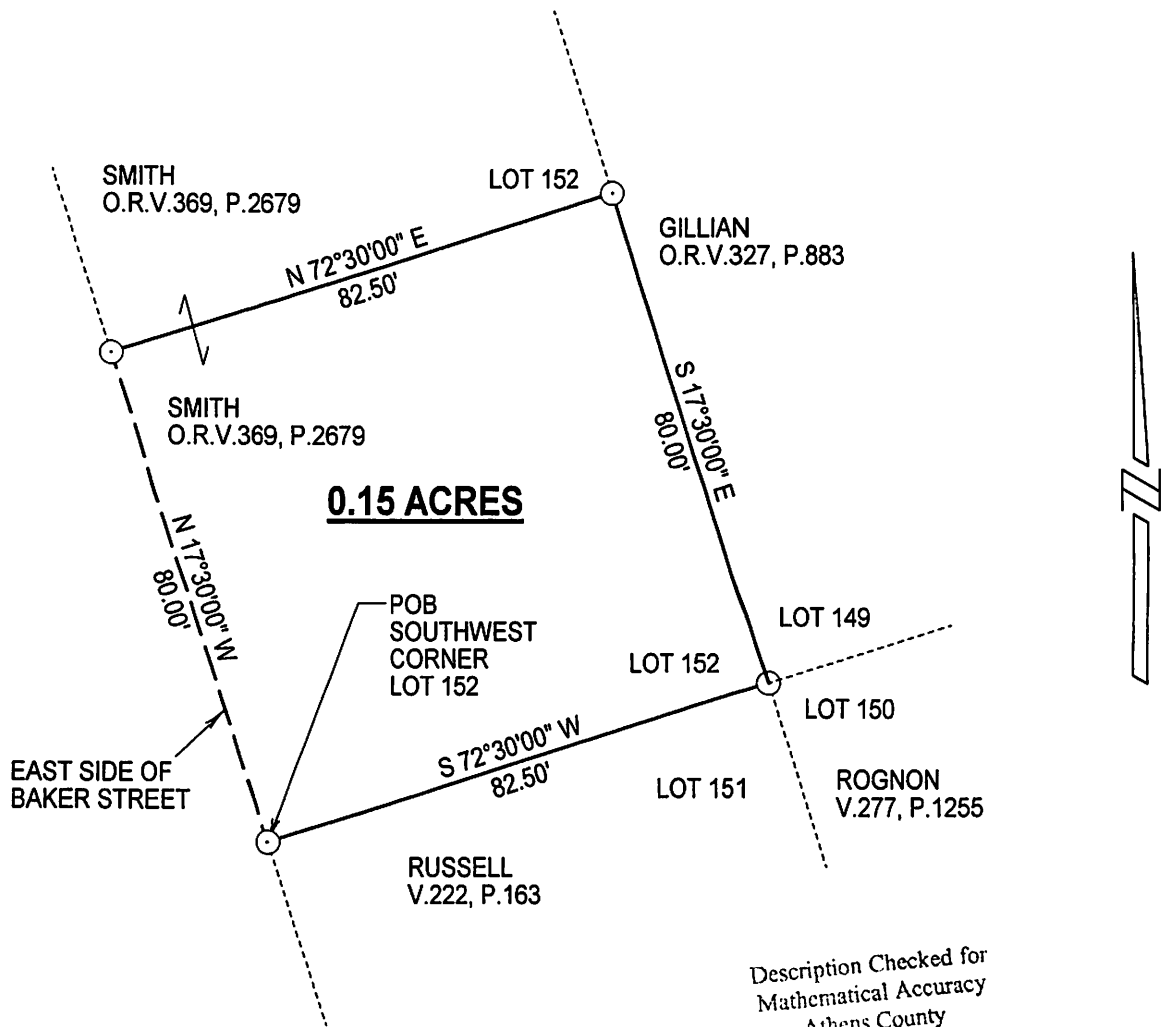 SMITH
O.R.V.369, P.2679
LOT 152
GILLIAN
O.R.V.327, P.883
N 72°30'00" E
82.50'
S 17°30'00" E
80.00'
SMITH
O.R.V.369, P.2679
0.15 ACRES
N
N 17°30'00" W
80.00'
POB
SOUTHWEST
CORNER
LOT 152
LOT 149
LOT 152
LOT 150
S 72°30'00" W
82.50'
EAST SIDE OF
BAKER STREET
LOT 151
ROGNON
V.277, P.1255
RUSSELL
V.222, P.163
Description Checked for
Mathematical Accuracy
Athens County